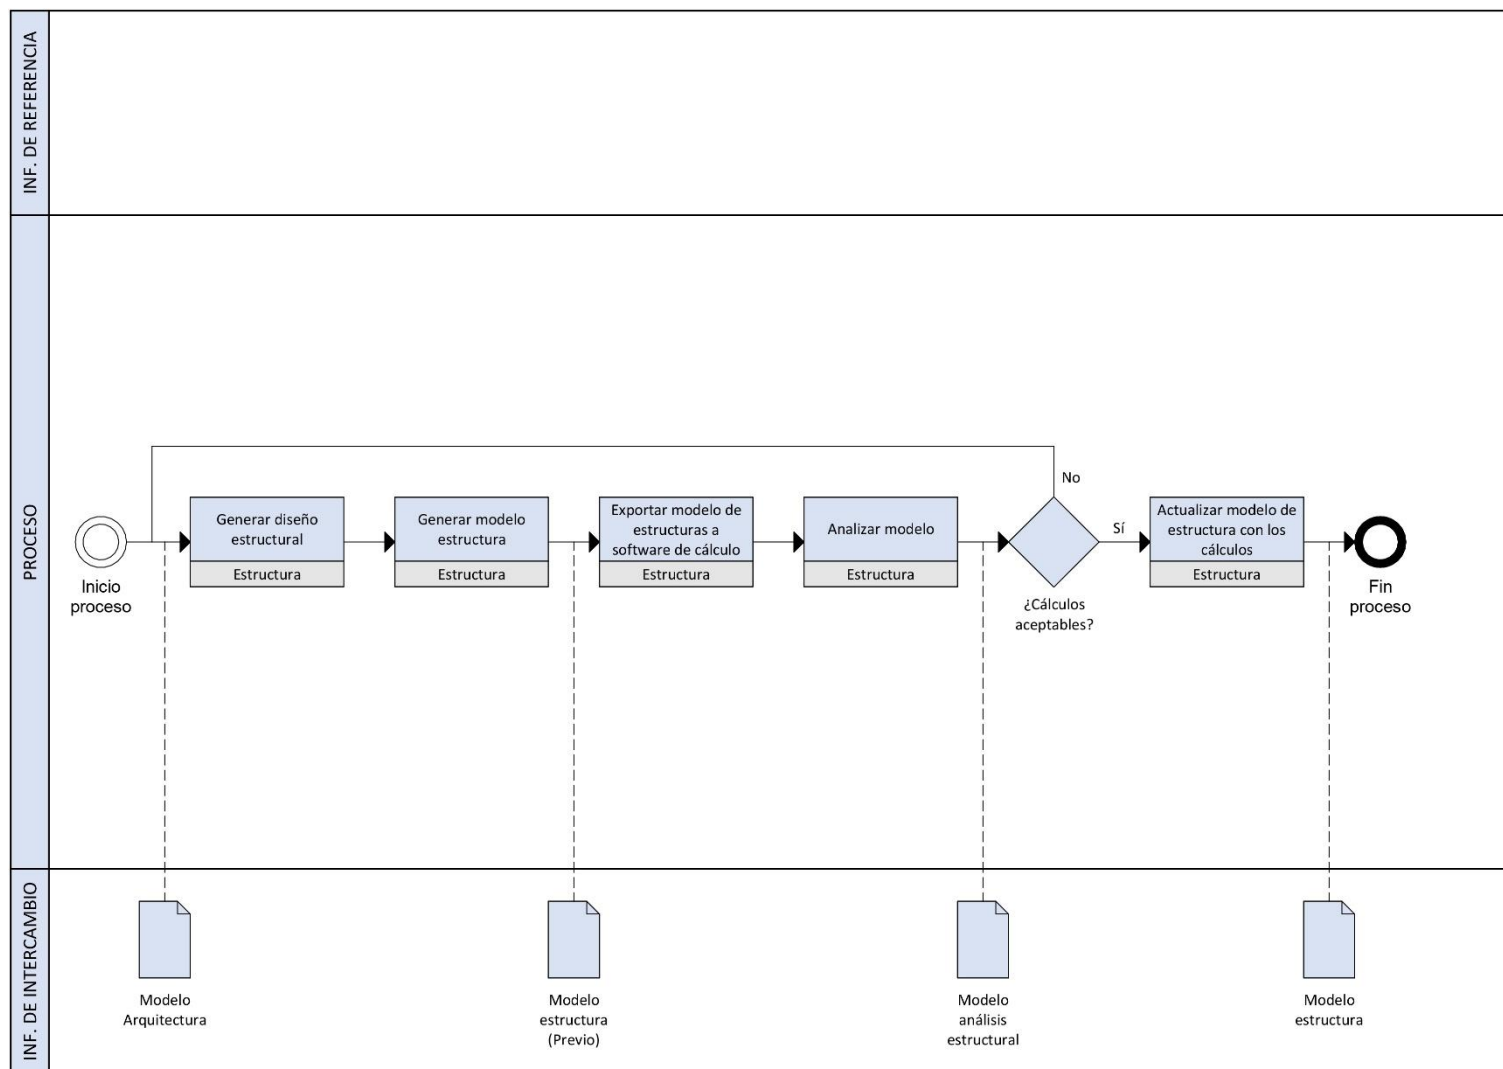 INF. DE REFERENCIA
PROCESO
No
Generar diseño
estructural
Estructura
Generar modelo
estructura
Estructura
Exportar modelo de
estructuras a
software de cálculo
Estructura
Analizar modelo
Estructura
Sí
Actualizar modelo de
estructura con los
cálculos
Estructura
Inicio
proceso
¿Cálculos
aceptables?
Fin
proceso
INF. DE INTERCAMBIO
Modelo
Arquitectura
Modelo
estructura
(Previo)
Modelo
análisis
estructural
Modelo
estructura